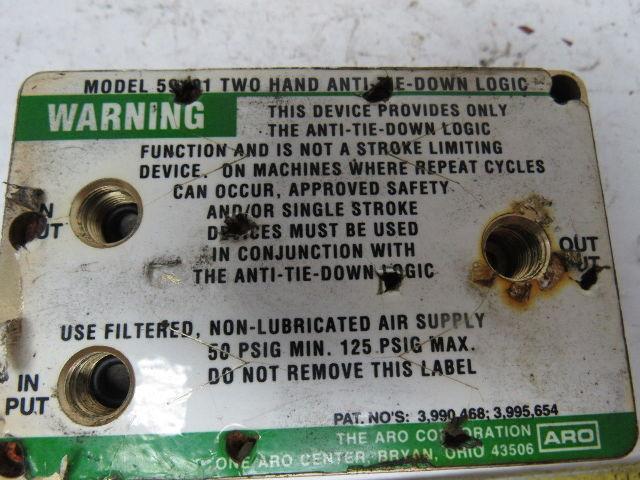 MODEL TWO HAND ANTI-TIE-DOWN LOGIC
WARNING
THIS DEVICE PROVIDES ONLY
THE ANTI-TIE-DOWN LOGIC
FUNCTION AND IS NOT A STROKE LIMITING
DEVICE. ON MACHINES WHERE REPEAT CYCLES
CAN OCCUR, APPROVED SAFETY
AND/OR SINGLE STROKE
DEVICES MUST BE USED
IN CONJUNCTION WITH
THE ANTI-TIE-DOWN LOGIC
IN
PUT
OUT
PUT
USE FILTERED, NON-LUBRICATED AIR SUPPLY
50 PSIG MIN. 125 PSIG MAX.
DO NOT REMOVE THIS LABEL
IN
PUT
PAT. NO'S: 3,990,468; 3,995,654
THE ARO CORPORATION ARO
ONE ARO CENTER, BRYAN, OHIO 43506